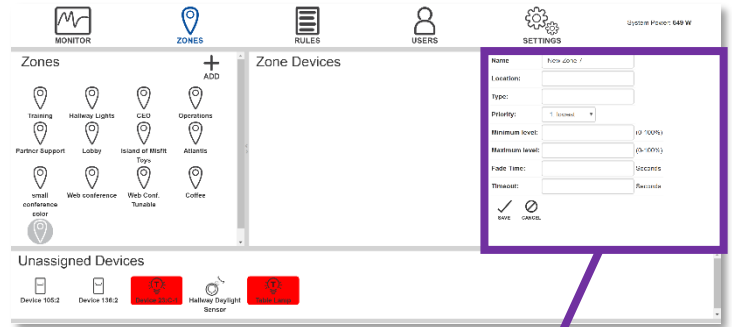 MONITOR
ZONES
RULES
USERS
SETTINGS
System Power: 649 W
Zones
ADD
Zone Devices
Training
Hallway Lights
CEO
Operations
Partner Support
Lobby
Island of Misfit Toys
Atlantis
small conference color
Web conference
Web Conf. Tunable
Coffee
Name
New Zone 7
Location:
Type:
Priority:
1 lowest
Minimum level:
(0-100%)
Maximum level:
(0-100%)
Fade Time:
Seconds
Timeout:
Seconds
SAVE
CANCEL
Unassigned Devices
Device 105:2
Device 138:2
Hallway Daylight Sensor